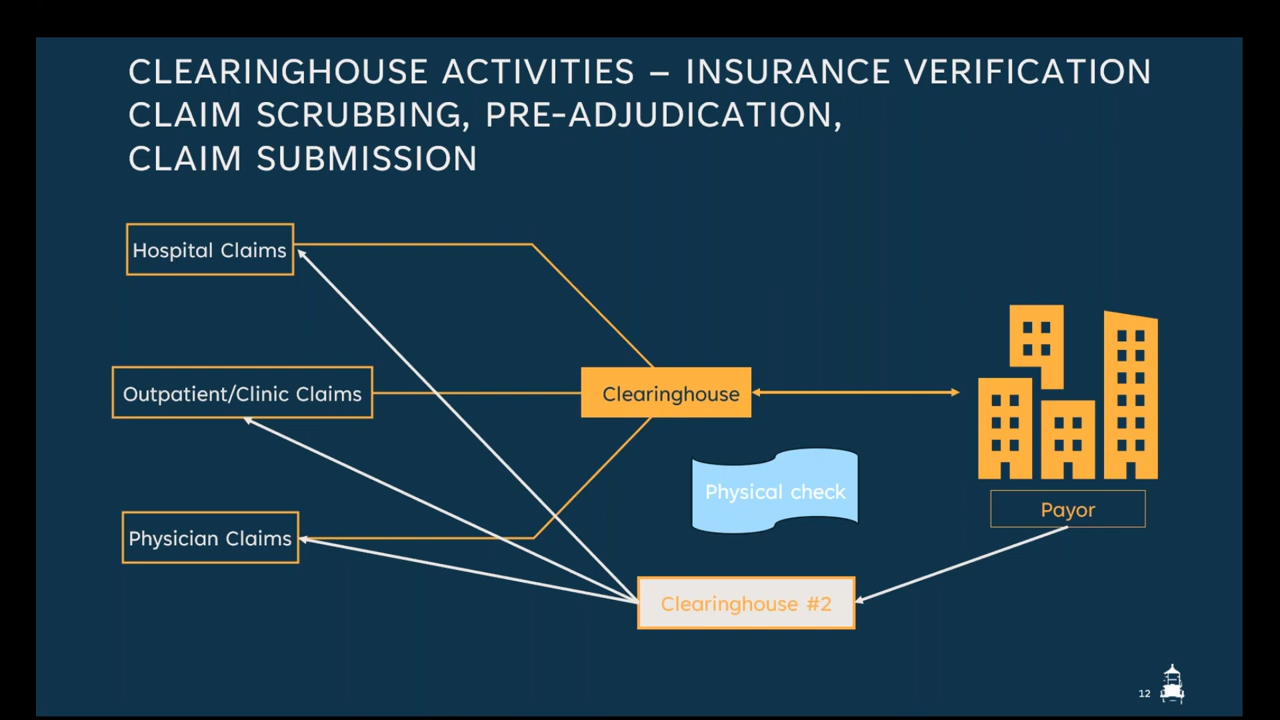 CLEARINGHOUSE ACTIVITIES – INSURANCE VERIFICATION
CLAIM SCRUBBING, PRE-ADJUDICATION,
CLAIM SUBMISSION
Hospital Claims
Outpatient/Clinic Claims
Clearinghouse
Physical check
Payor
Physician Claims
Clearinghouse #2
12